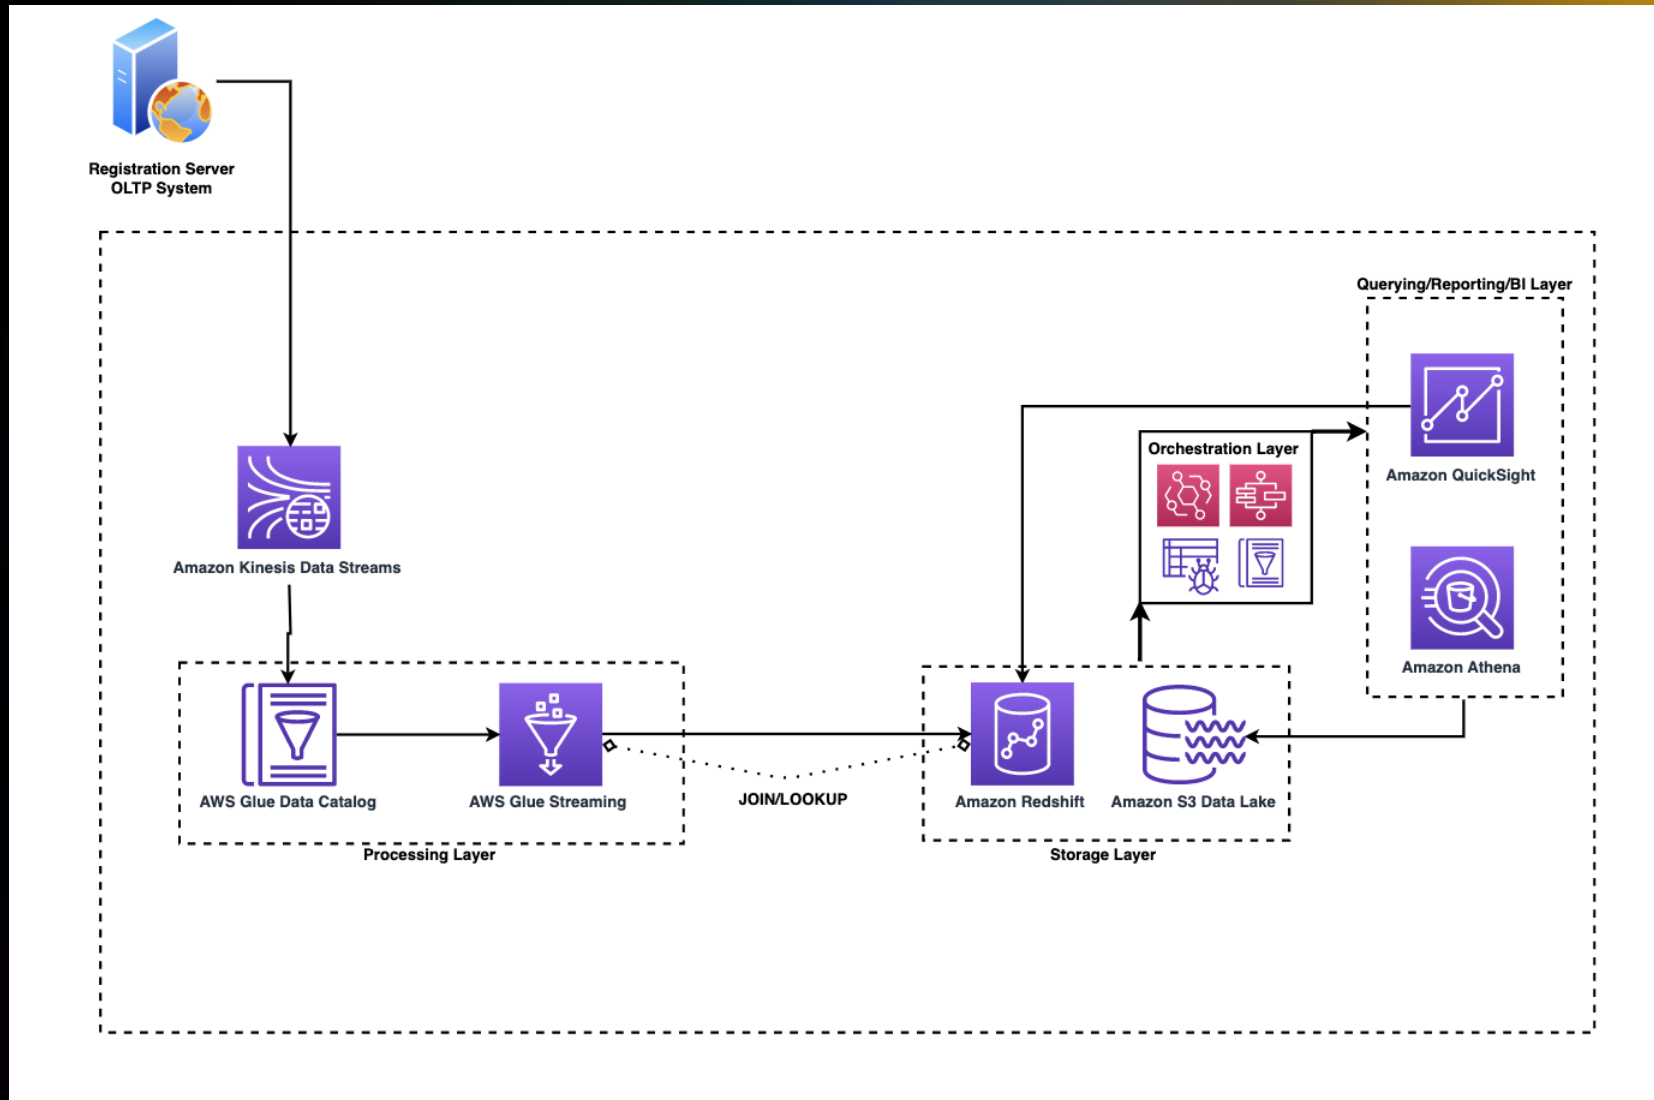 Registration Server
OLTP System
Querying/Reporting/BI Layer
Orchestration Layer
Amazon QuickSight
Amazon Kinesis Data Streams
Amazon Athena
AWS Glue Data Catalog
AWS Glue Streaming
JOIN/LOOKUP
Amazon Redshift
Amazon S3 Data Lake
Processing Layer
Storage Layer